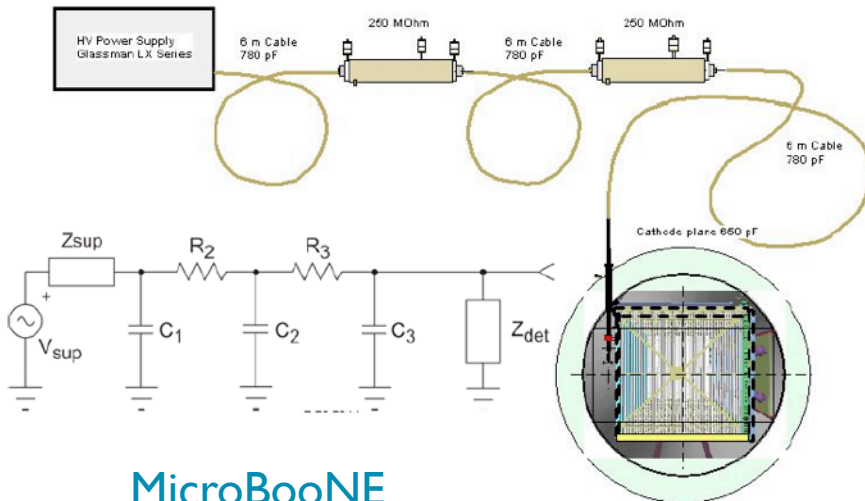 HV Power Supply
Glassman LX Series
6 m Cable
780 pF
250 MOhm
6 m Cable
780 pF
250 MOhm
6 m Cable
780 pF
Cathode plane 650 pF
Zsup
R2
R3
+
Vsup
C1
C2
C3
Zdet
MicroBooNE